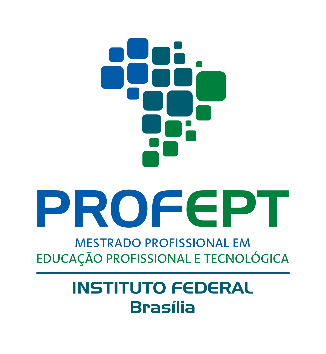 PROFEPT
MESTRADO PROFISSIONAL EM
EDUCAÇÃO PROFISSIONAL E TECNOLÓGICA
INSTITUTO FEDERAL
Brasília